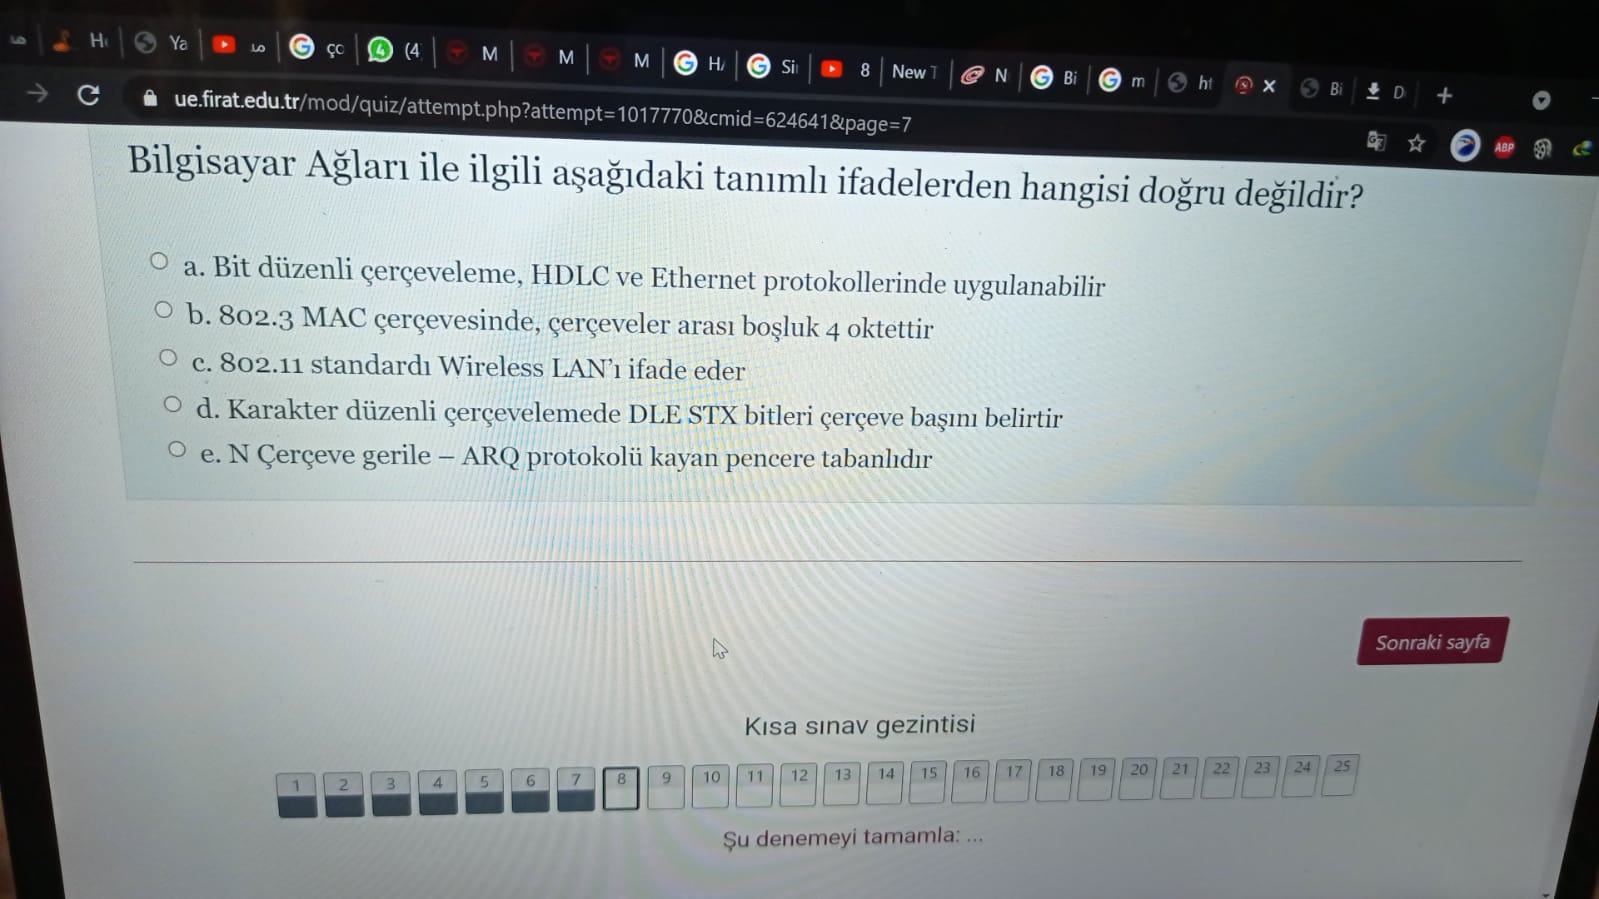 Ya
ço
(4
M
M
M
8
New T
N
Bi
m
ht
Bi
D
ue.firat.edu.tr/mod/quiz/attempt.php?attempt=1017770&cmid=624641&page=7
ABP
Bilgisayar Ağları ile ilgili aşağıdaki tanımlı ifadelerden hangisi doğru değildir?
a. Bit düzenli çerçeveleme, HDLC ve Ethernet protokollerinde uygulanabilir
b. 802.3 MAC çerçevesinde, çerçeveler arası boşluk 4 oktettir
c. 802.11 standardı Wireless LAN'ı ifade eder
d. Karakter düzenli çerçevelemede DLE STX bitleri çerçeve başını belirtir
e. N Çerçeve gerile – ARQ protokolü kayan pencere tabanlıdır
Sonraki sayfa
Kısa sınav gezintisi
1 2 3 4 5 6 7 8 9 10 11 12 13 14 15 16 17 18 19 20 21 22 23 24 25
Şu denemeyi tamamla: ...